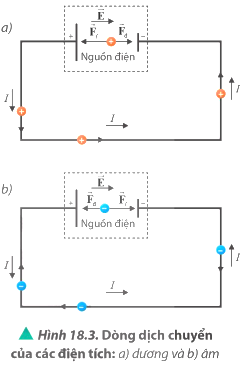 a)
E
+ F_l + F_đ −
Nguồn điện
I + I
I
+ +
b)
E
+ F_đ − F_l −
Nguồn điện
I − I
I
− −
▲ Hình 18.3. Dòng dịch chuyển
của các điện tích: a) dương và b) âm